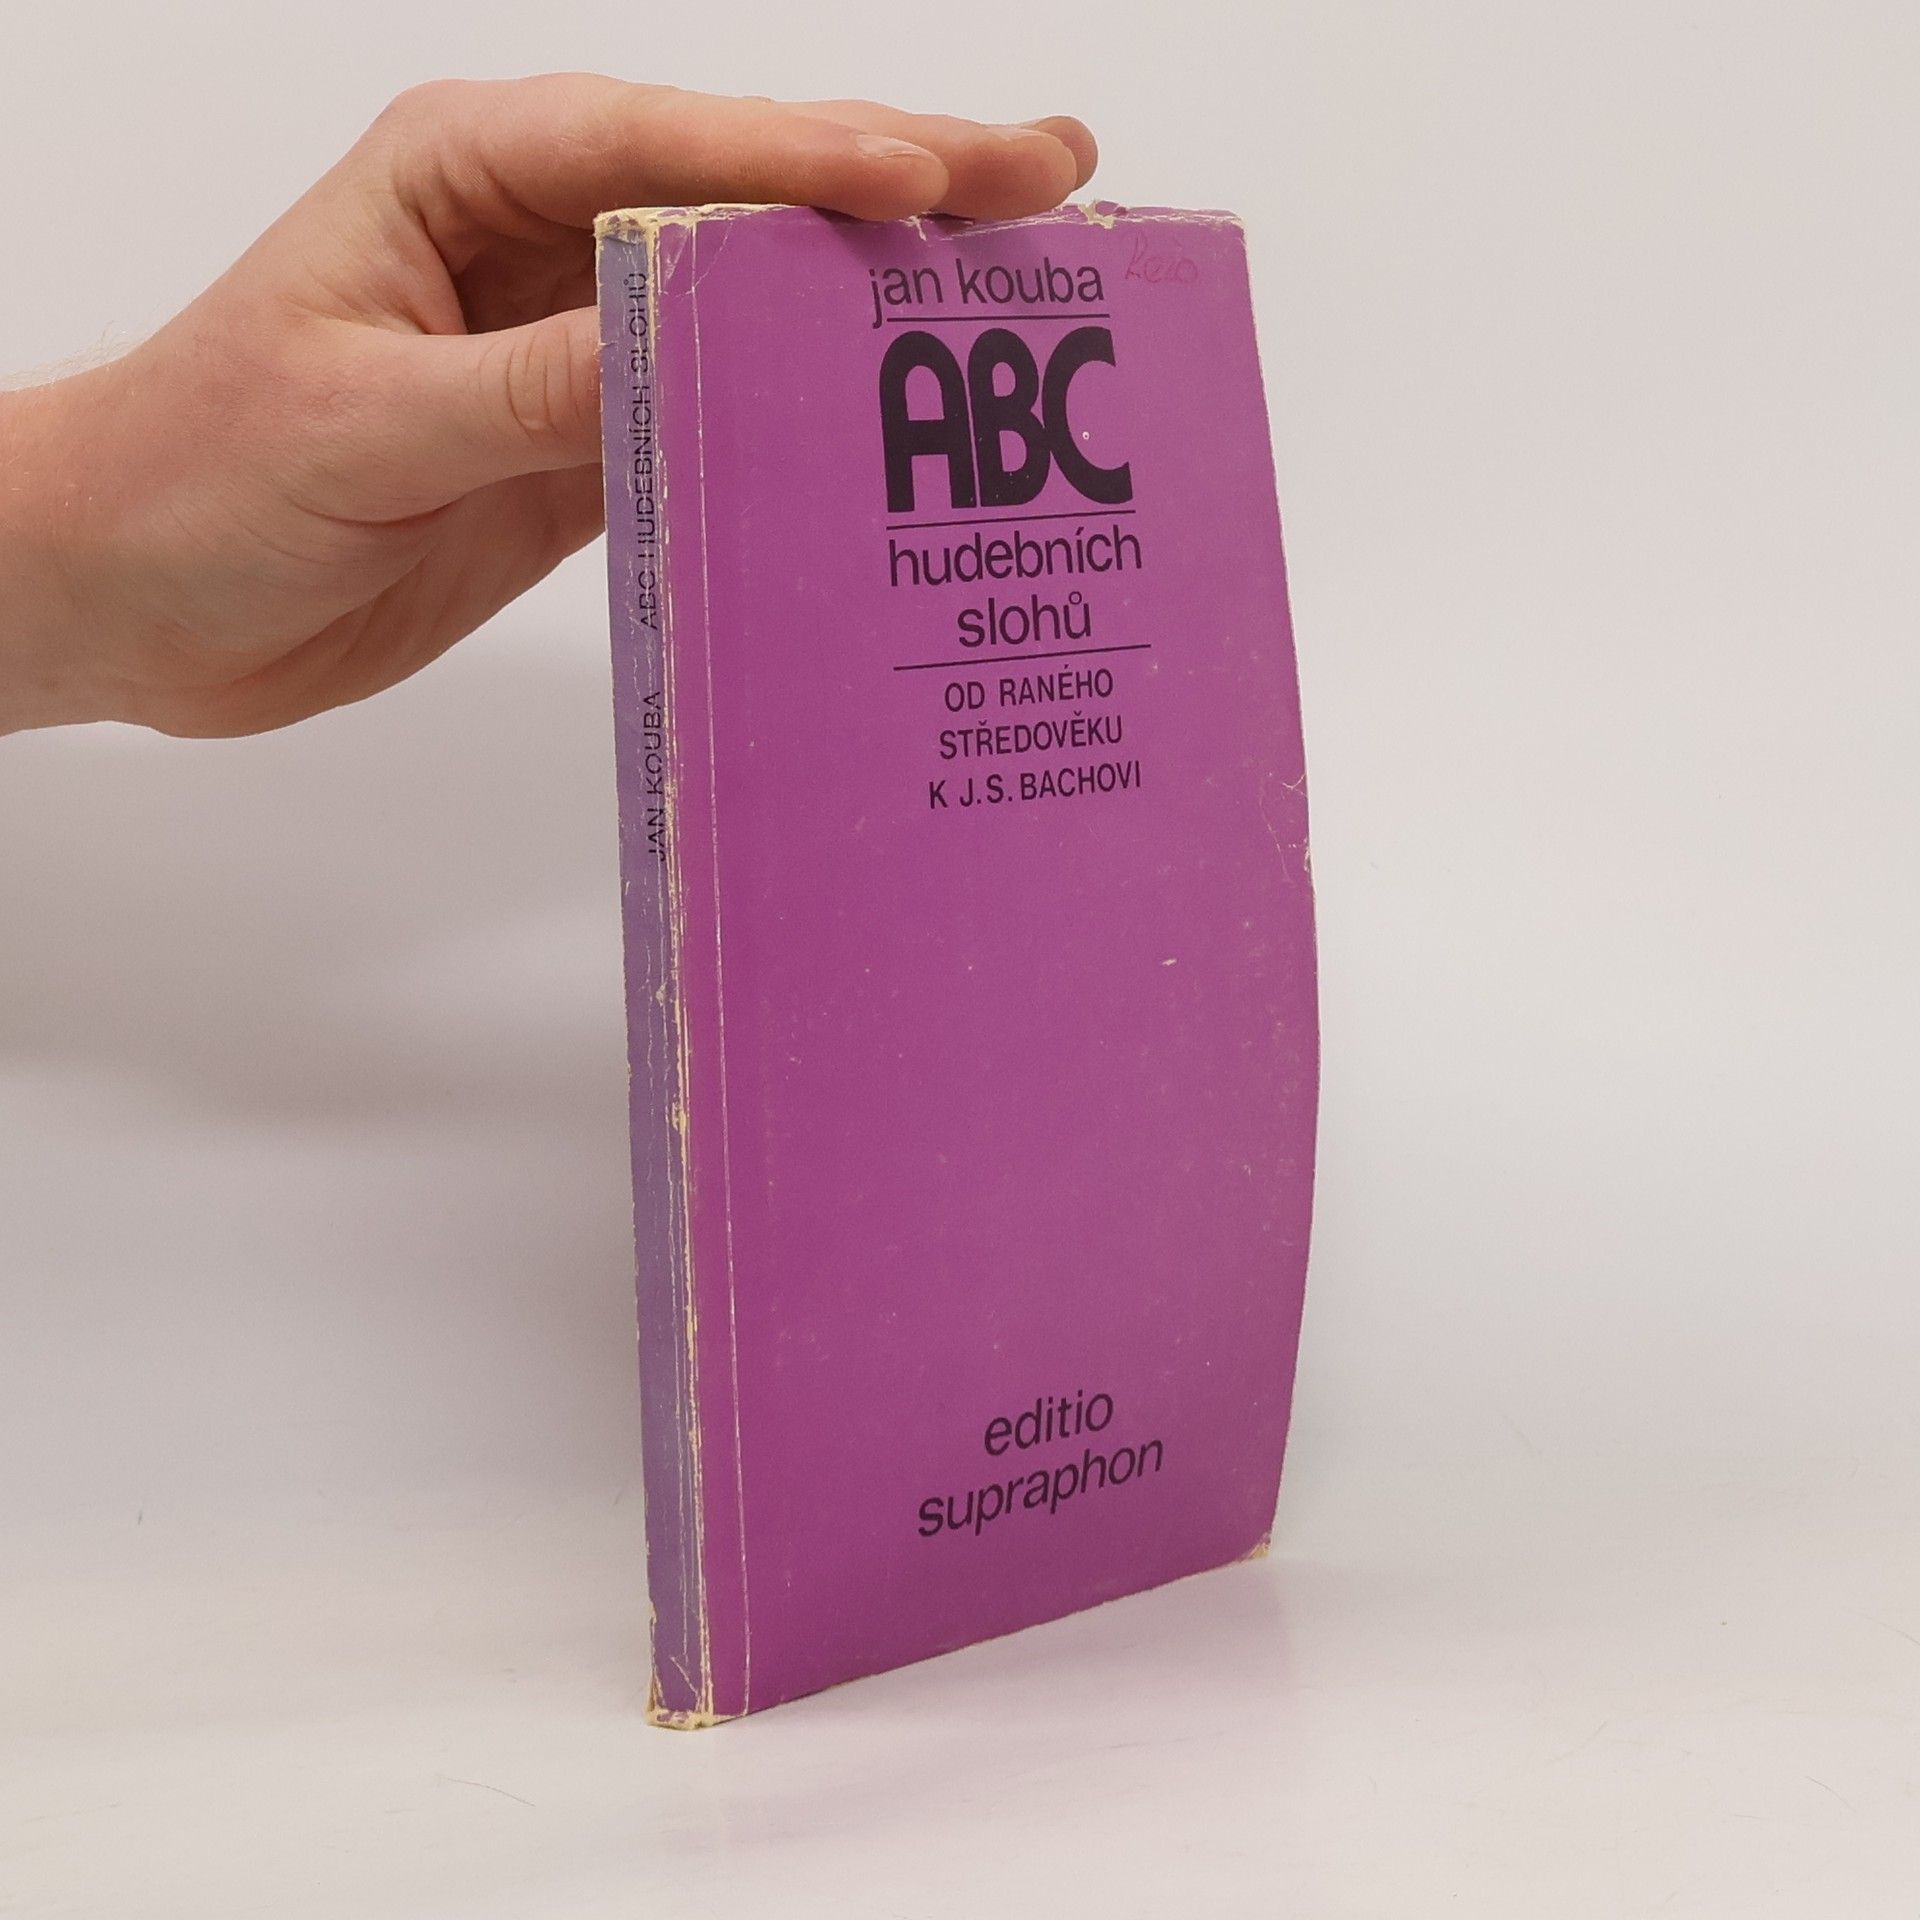 jan kouba
ABC
hudebních
slohů
OD RANÉHO
STŘEDOVĚKU
K J.S. BACHOVI
editio
supraphon
JAN KOUBA ABC HUDEBNÍCH SLOHŮ